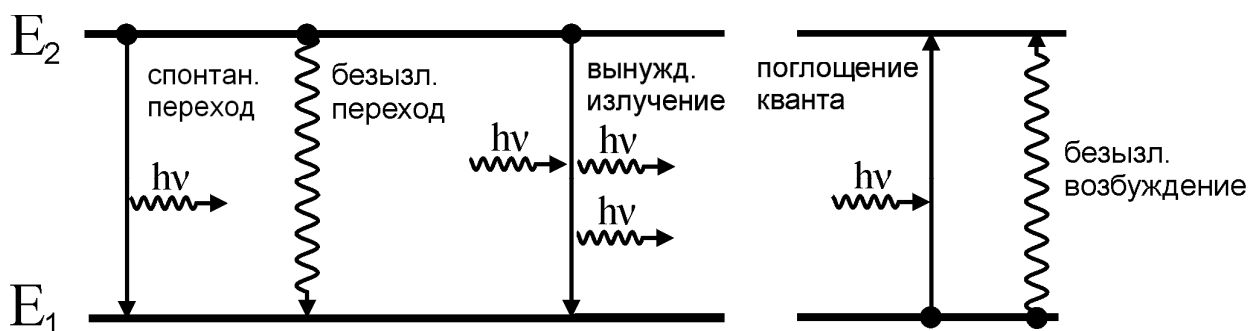 E₂
спонтан.
переход
hν
безызл.
переход
вынужд.
излучение
hν
hν
hν
поглощение
кванта
hν
безызл.
возбуждение
E₁